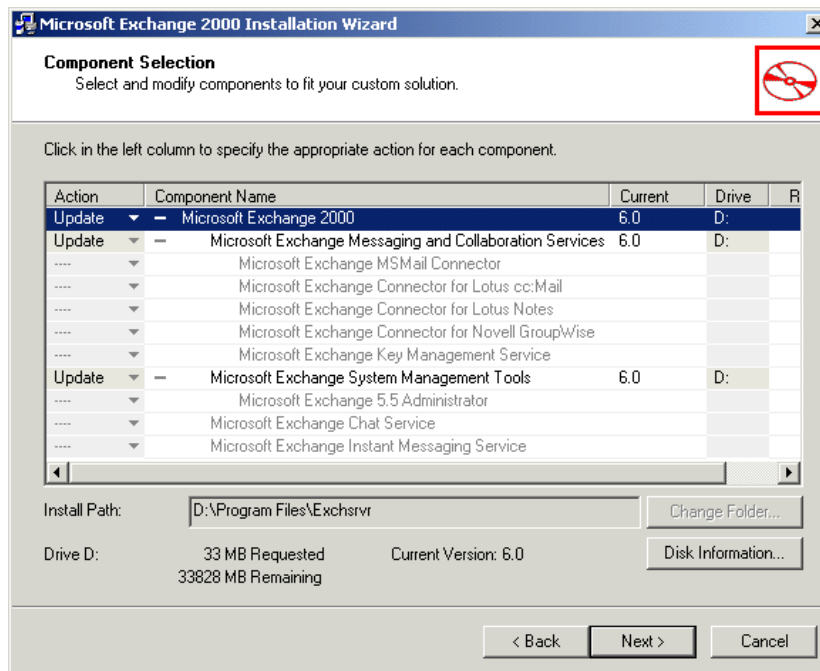 Microsoft Exchange 2000 Installation Wizard
Component Selection
Select and modify components to fit your custom solution.
Click in the left column to specify the appropriate action for each component.
Action Component Name Current Drive R
Update Microsoft Exchange 2000 6.0 D:
Update Microsoft Exchange Messaging and Collaboration Services 6.0 D:
---- Microsoft Exchange MSMail Connector
---- Microsoft Exchange Connector for Lotus cc:Mail
---- Microsoft Exchange Connector for Lotus Notes
---- Microsoft Exchange Connector for Novell GroupWise
---- Microsoft Exchange Key Management Service
Update Microsoft Exchange System Management Tools 6.0 D:
---- Microsoft Exchange 5.5 Administrator
---- Microsoft Exchange Chat Service
---- Microsoft Exchange Instant Messaging Service
Install Path: D:\Program Files\Exchsrvr Change Folder...
Drive D: 33 MB Requested Current Version: 6.0 Disk Information...
33828 MB Remaining
< Back Next > Cancel